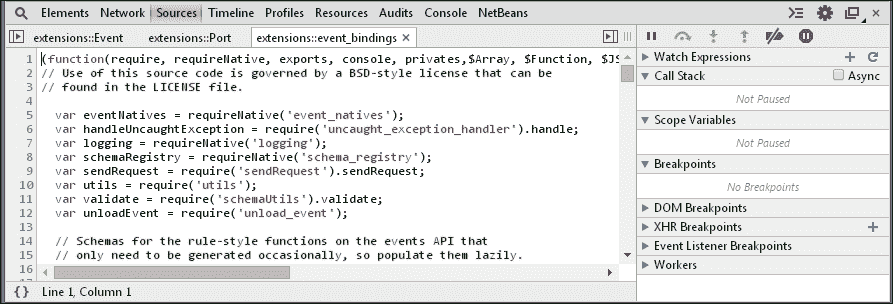 Elements Network Sources Timeline Profiles Resources Audits Console NetBeans
extensions::Event extensions::Port extensions::event_bindings ×
1 (function(require, requireNative, exports, console, privates,$Array, $Function, $JS
2 // Use of this source code is governed by a BSD-style license that can be
3 // found in the LICENSE file.
4
5 var eventNatives = requireNative('event_natives');
6 var handleUncaughtException = require('uncaught_exception_handler').handle;
7 var logging = requireNative('logging');
8 var schemaRegistry = requireNative('schema_registry');
9 var sendRequest = require('sendRequest').sendRequest;
10 var utils = require('utils');
11 var validate = require('schemaUtils').validate;
12 var unloadEvent = require('unload_event');
13
14 // Schemas for the rule-style functions on the events API that
15 // only need to be generated occasionally, so populate them lazily.
16
{} Line 1, Column 1
Watch Expressions
Call Stack Async
Not Paused
Scope Variables
Not Paused
Breakpoints
No Breakpoints
DOM Breakpoints
XHR Breakpoints
Event Listener Breakpoints
Workers